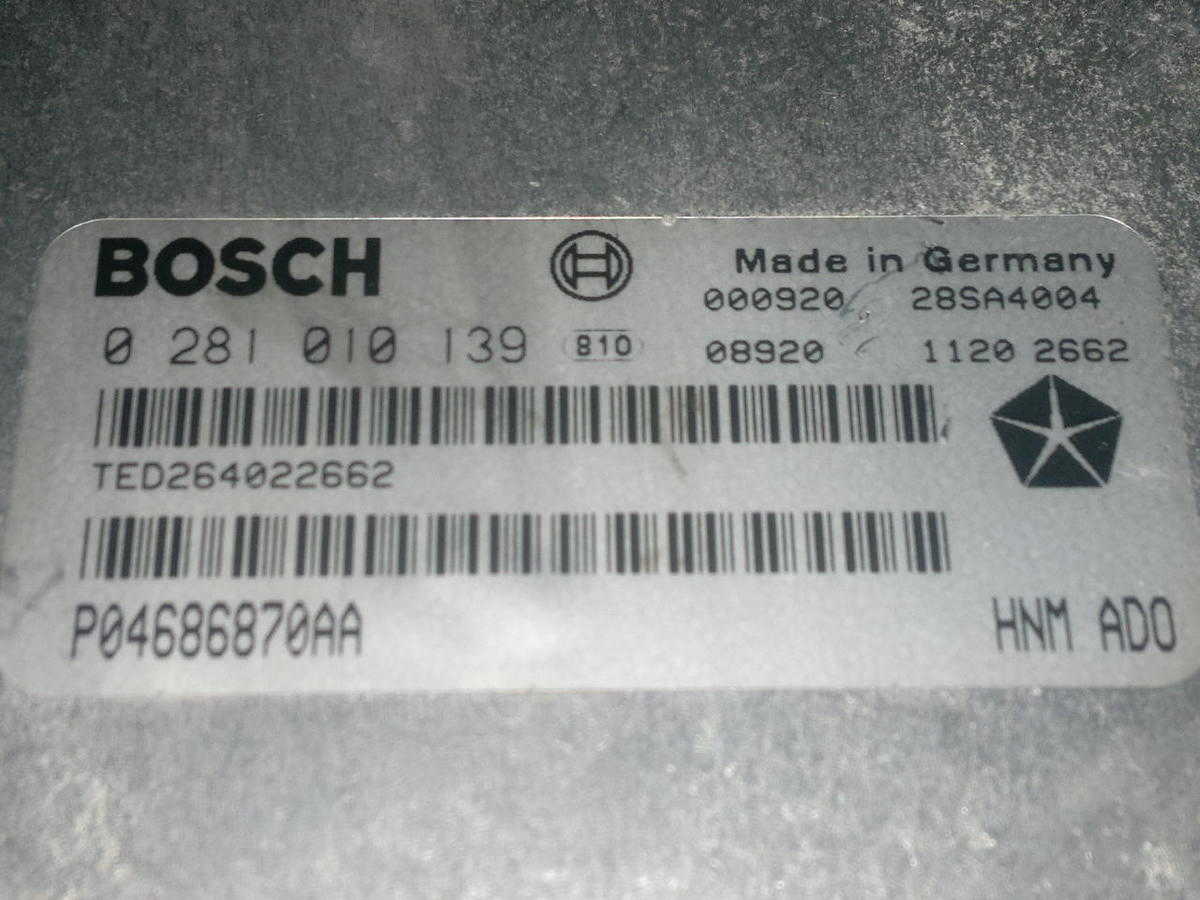 BOSCH
Made in Germany
000920 28SA4004
0 281 010 139 810 08920 1120 2662
TED264022662
P04686870AA HNM ADO